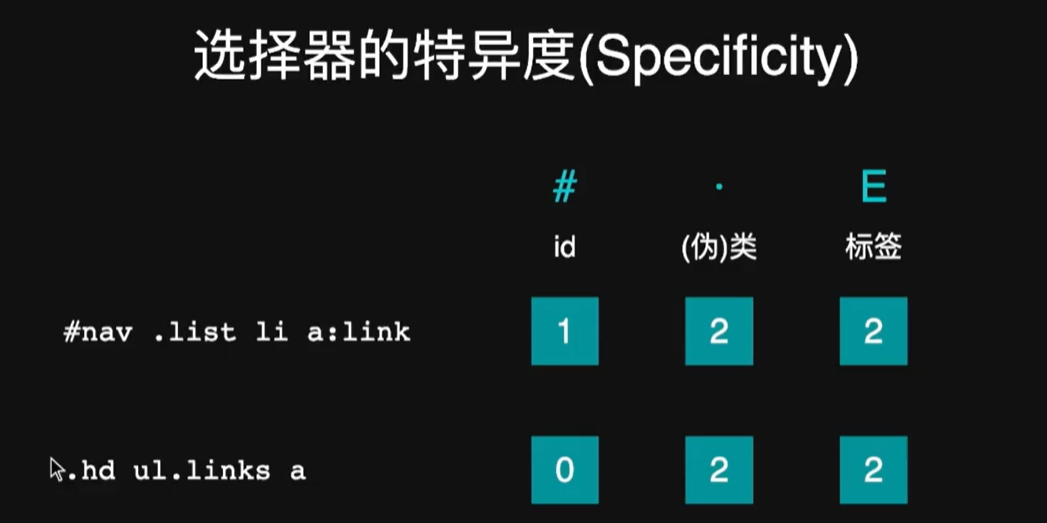 选择器的特异度(Specificity)
# · E
id (伪)类 标签
#nav .list li a:link 1 2 2
.hd ul.links a 0 2 2